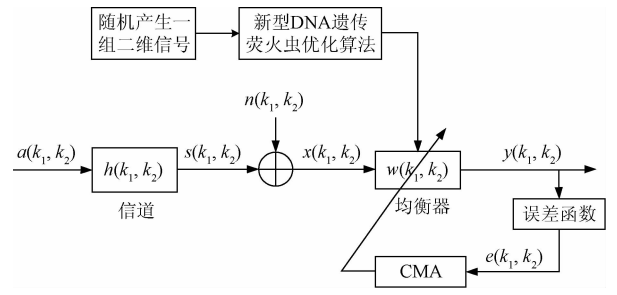 随机产生一
组二维信号
新型DNA遗传
荧火虫优化算法
n(k₁, k₂)
a(k₁, k₂)
h(k₁, k₂)
信道
s(k₁, k₂)
x(k₁, k₂)
w(k₁, k₂)
均衡器
y(k₁, k₂)
误差函数
e(k₁, k₂)
CMA